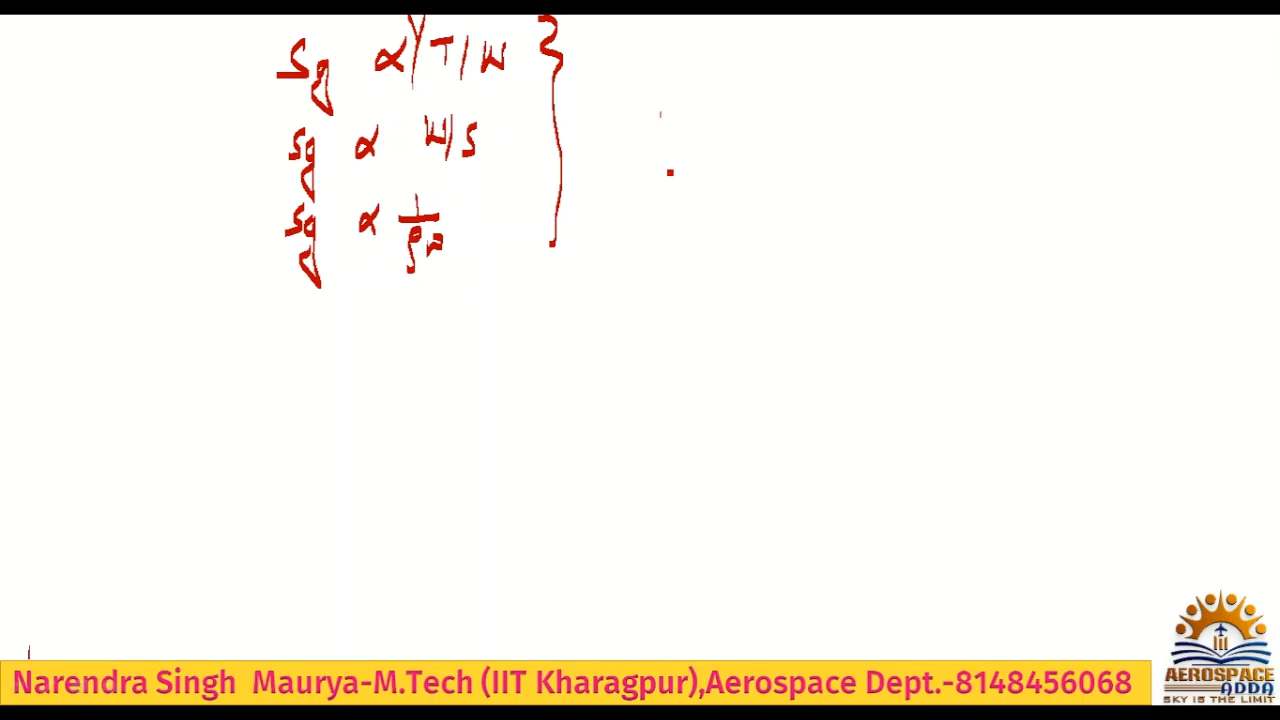 Sg α 1/T/W
Sg α W/S
Sg α 1/ρ∞
Narendra Singh Maurya-M.Tech (IIT Kharagpur),Aerospace Dept.-8148456068
AEROSPACE
ADDA
SKY IS THE LIMIT